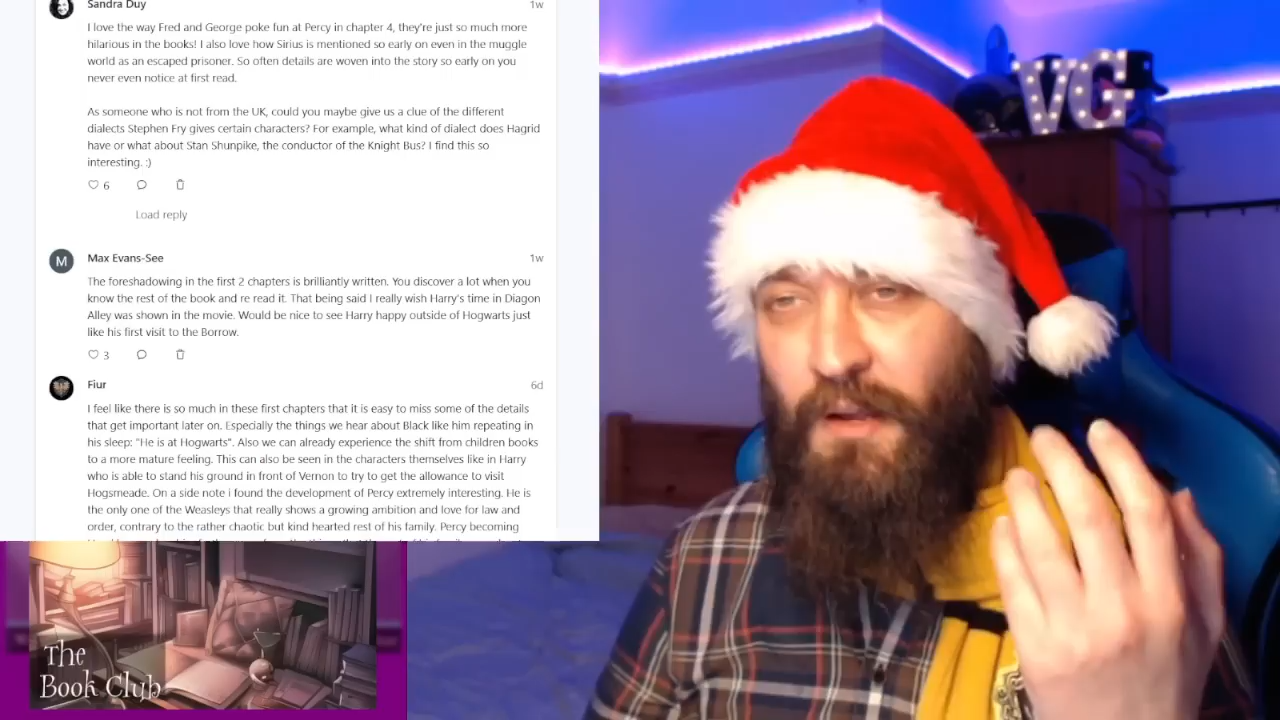 Sandra Duy
1w
I love the way Fred and George poke fun at Percy in chapter 4, they're just so much more
hilarious in the books! I also love how Sirius is mentioned so early on even in the muggle
world as an escaped prisoner. So often details are woven into the story so early on you
never even notice at first read.
As someone who is not from the UK, could you maybe give us a clue of the different
dialects Stephen Fry gives certain characters? For example, what kind of dialect does Hagrid
have or what about Stan Shunpike, the conductor of the Knight Bus? I find this so
interesting. :)
6
Load reply
M
Max Evans-See
1w
The foreshadowing in the first 2 chapters is brilliantly written. You discover a lot when you
know the rest of the book and re read it. That being said I really wish Harry's time in Diagon
Alley was shown in the movie. Would be nice to see Harry happy outside of Hogwarts just
like his first visit to the Borrow.
3
Fiur
6d
I feel like there is so much in these first chapters that it is easy to miss some of the details
that get important later on. Especially the things we hear about Black like him repeating in
his sleep: "He is at Hogwarts". Also we can already experience the shift from children books
to a more mature feeling. This can also be seen in the characters themselves like in Harry
who is able to stand his ground in front of Vernon to try to get the allowance to visit
Hogsmeade. On a side note i found the development of Percy extremely interesting. He is
the only one of the Weasleys that really shows a growing ambition and love for law and
order, contrary to the rather chaotic but kind hearted rest of his family. Percy becoming
VG
The
Book Club